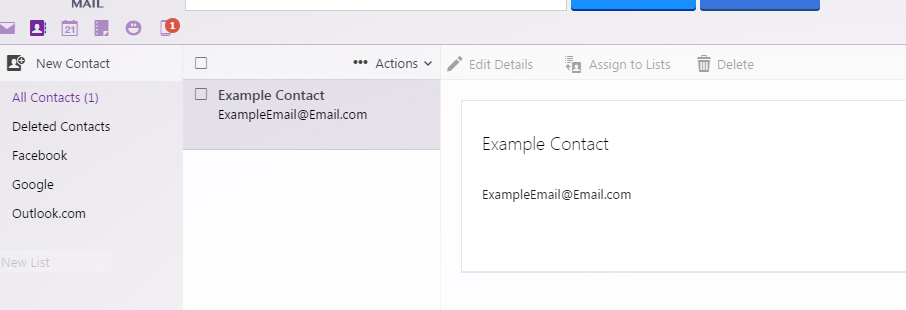 MAIL
21
1
New Contact
••• Actions
Edit Details
Assign to Lists
Delete
All Contacts (1)
Deleted Contacts
Facebook
Google
Outlook.com
New List
Example Contact
ExampleEmail@Email.com
Example Contact
ExampleEmail@Email.com